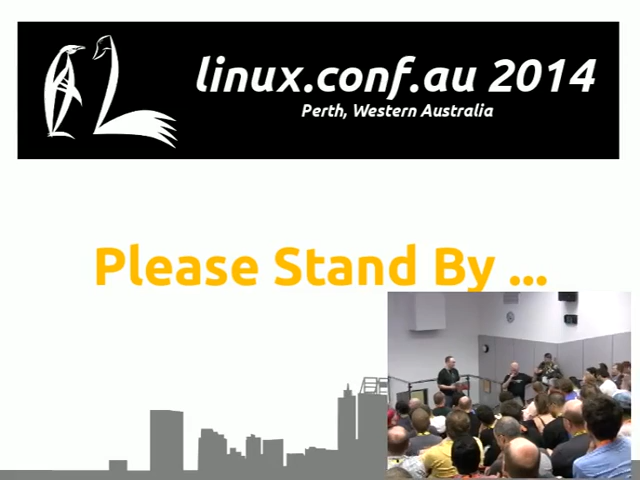 linux.conf.au 2014
Perth, Western Australia
Please Stand By ...